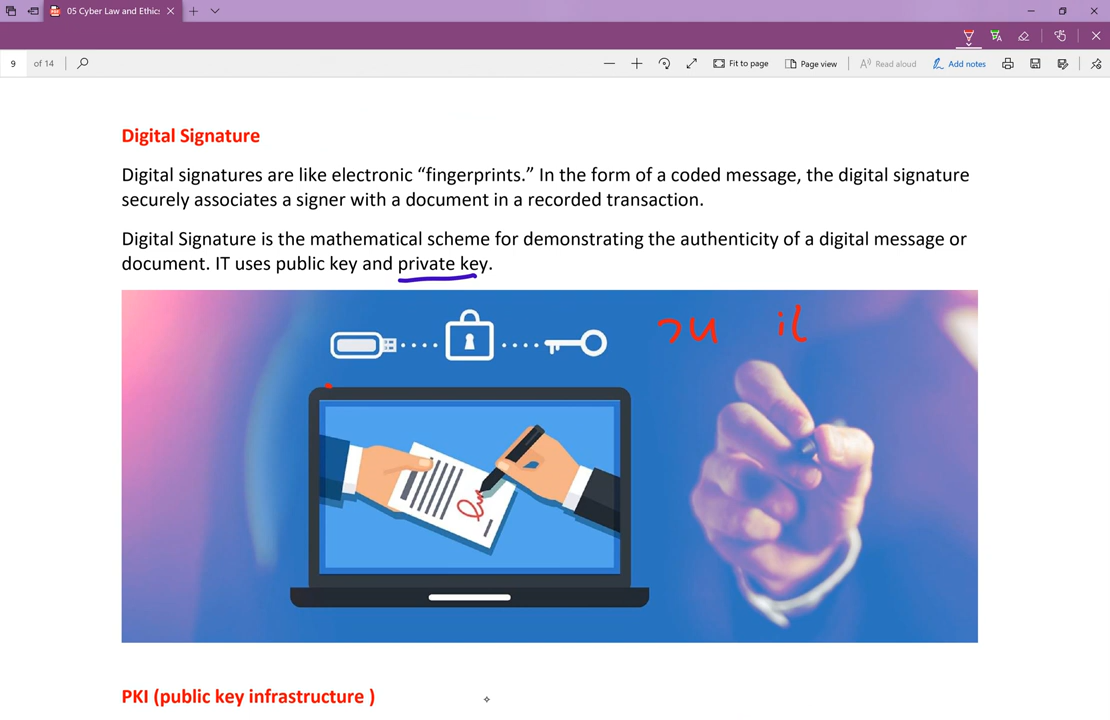 05 Cyber Law and Ethics
9 of 14
Fit to page
Page view
Read aloud
Add notes
Digital Signature
Digital signatures are like electronic “fingerprints.” In the form of a coded message, the digital signature
securely associates a signer with a document in a recorded transaction.
Digital Signature is the mathematical scheme for demonstrating the authenticity of a digital message or
document. IT uses public key and private key.
PKI (public key infrastructure )